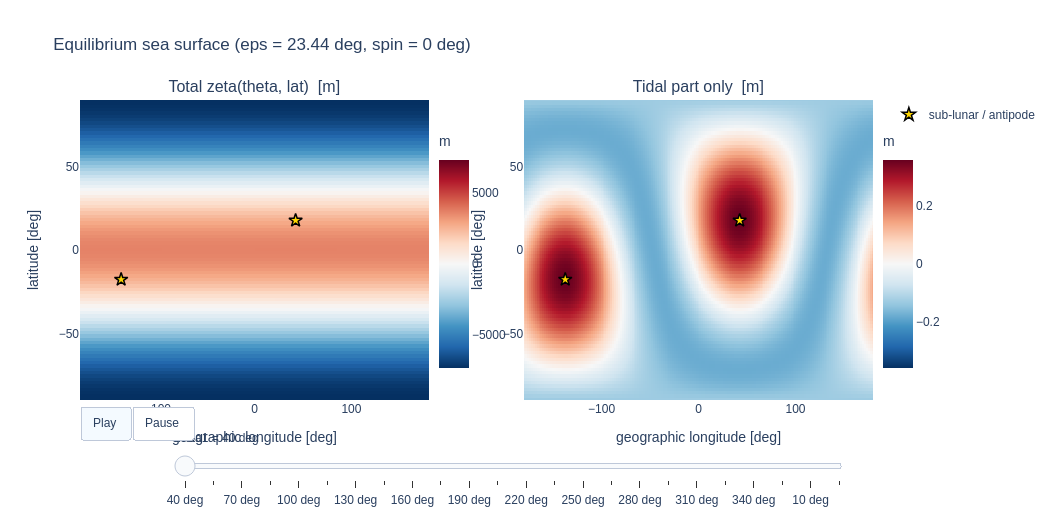 Equilibrium sea surface (eps = 23.44 deg, spin = 0 deg)
Total zeta(theta, lat)  [m]
Tidal part only  [m]
sub-lunar / antipode
m
m
50
0
−50
latitude [deg]
5000
−5000
50
0
−50
latitude [deg]
0.2
0
−0.2
0
100
−100
0
100
Play
Pause
longitude [deg]
geographic longitude [deg]
40 deg
70 deg
100 deg
130 deg
160 deg
190 deg
220 deg
250 deg
280 deg
310 deg
340 deg
10 deg